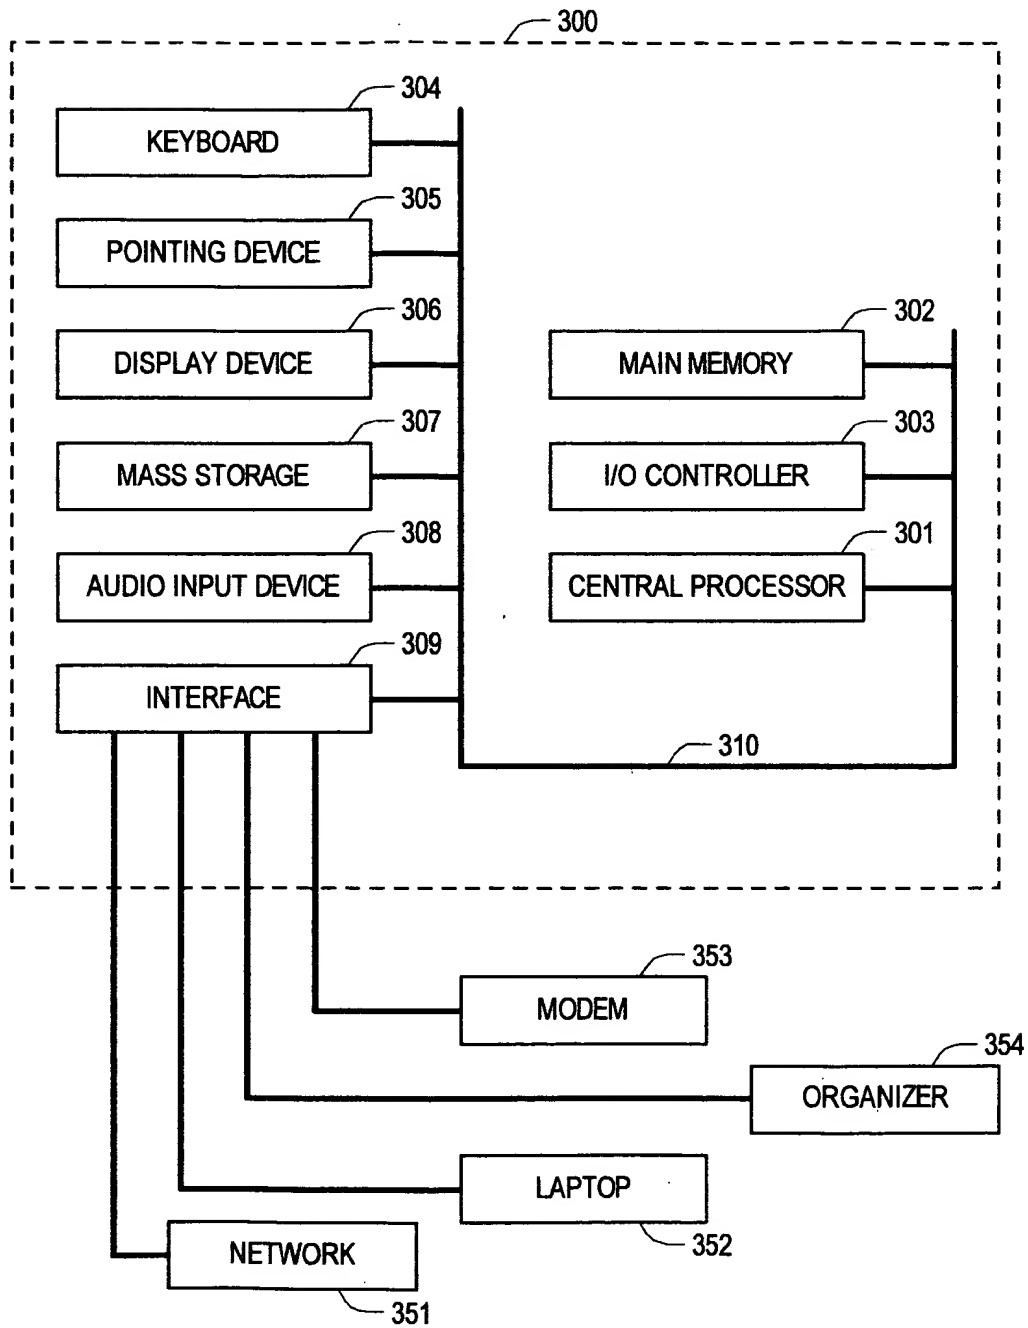 300
304
KEYBOARD
305
POINTING DEVICE
306
DISPLAY DEVICE
302
MAIN MEMORY
307
MASS STORAGE
303
I/O CONTROLLER
308
AUDIO INPUT DEVICE
301
CENTRAL PROCESSOR
309
INTERFACE
310
353
MODEM
354
ORGANIZER
LAPTOP
352
NETWORK
351